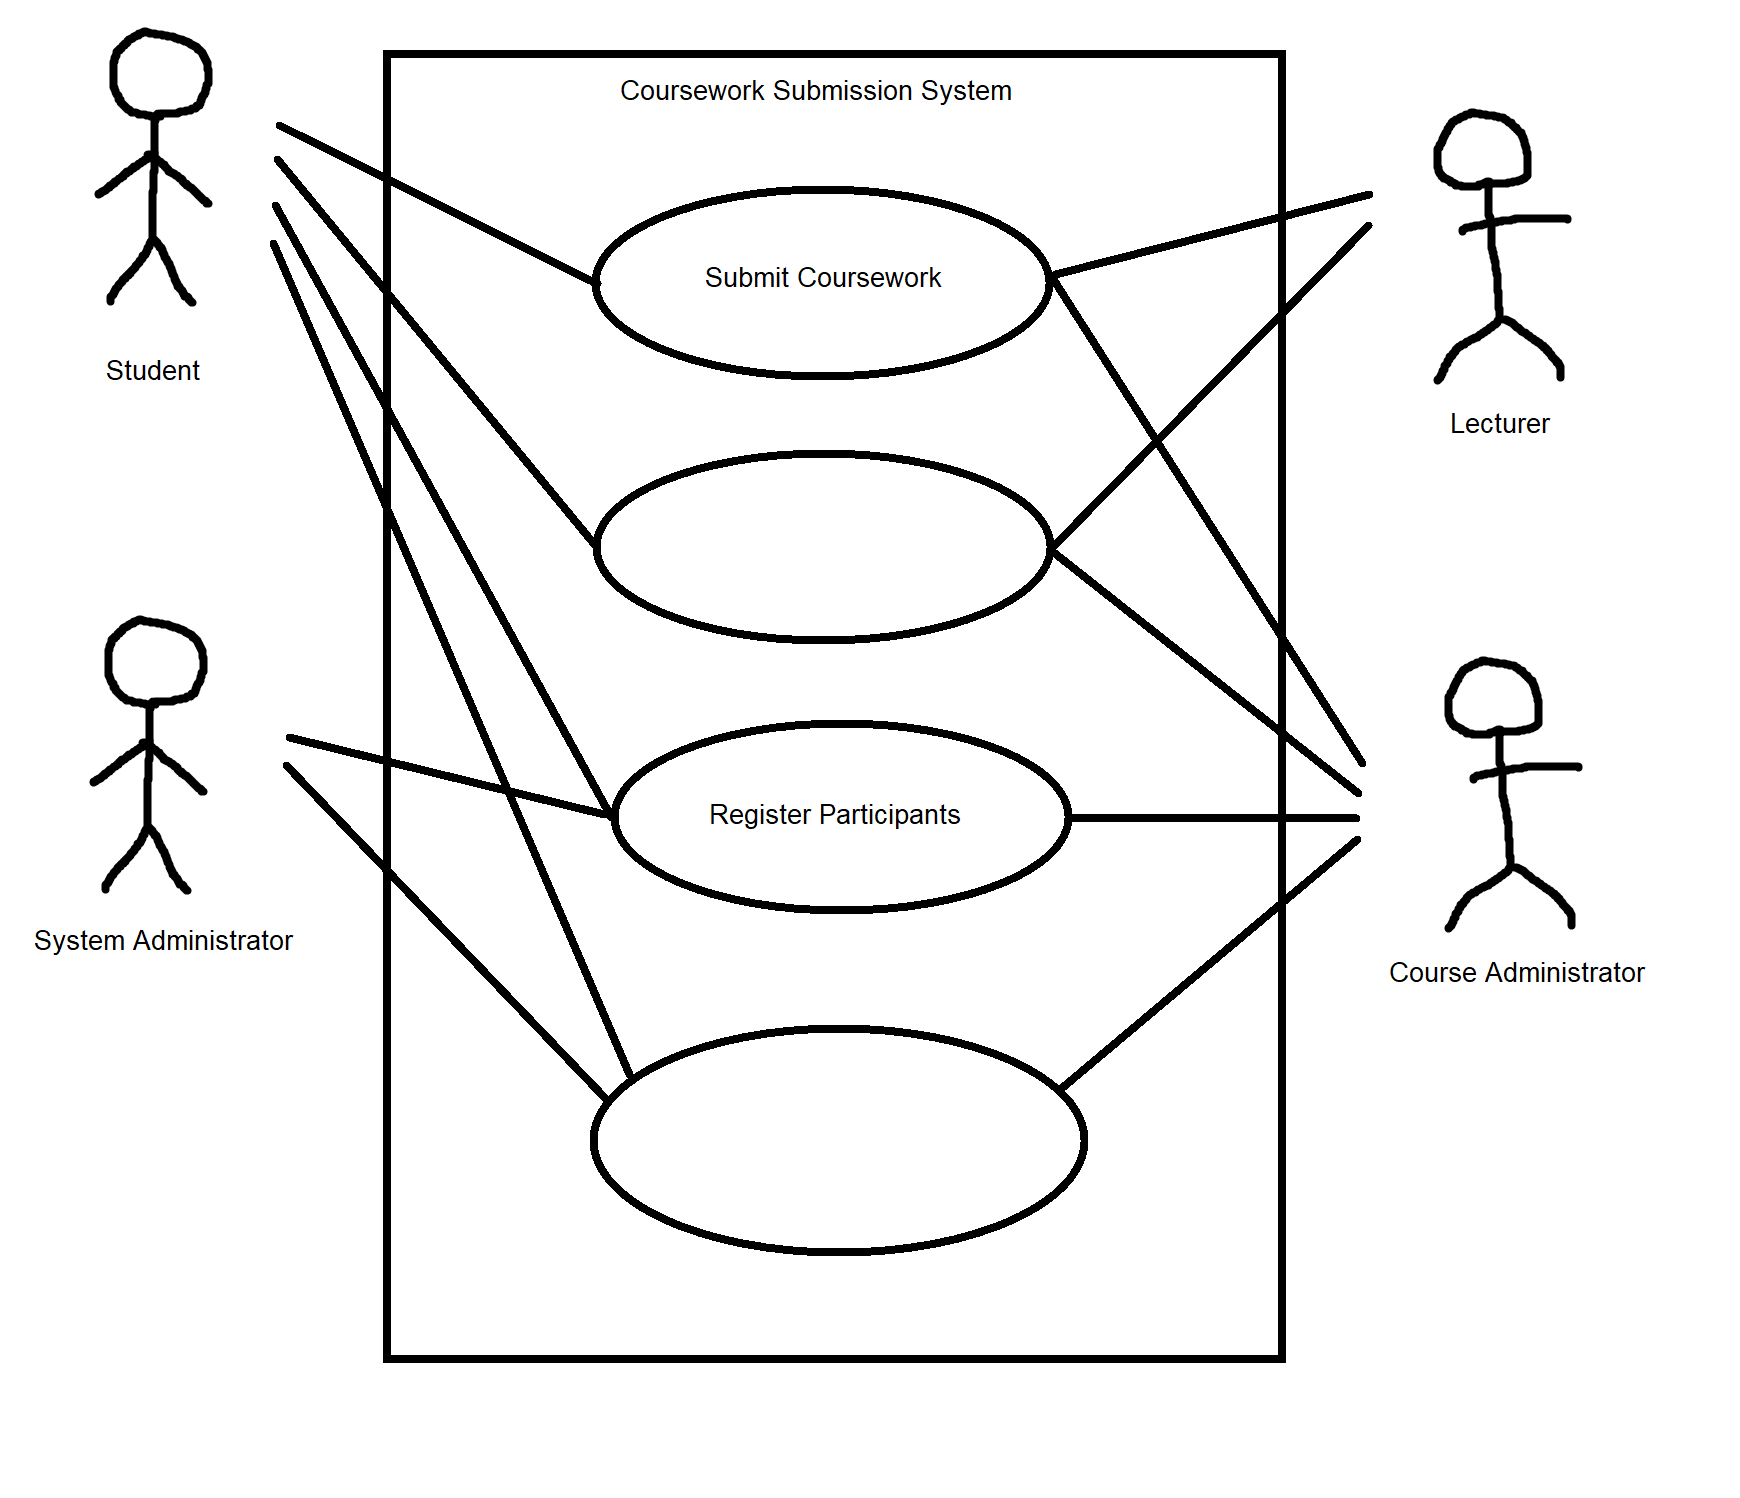 Coursework Submission System
Submit Coursework
Student
Lecturer
Register Participants
System Administrator
Course Administrator